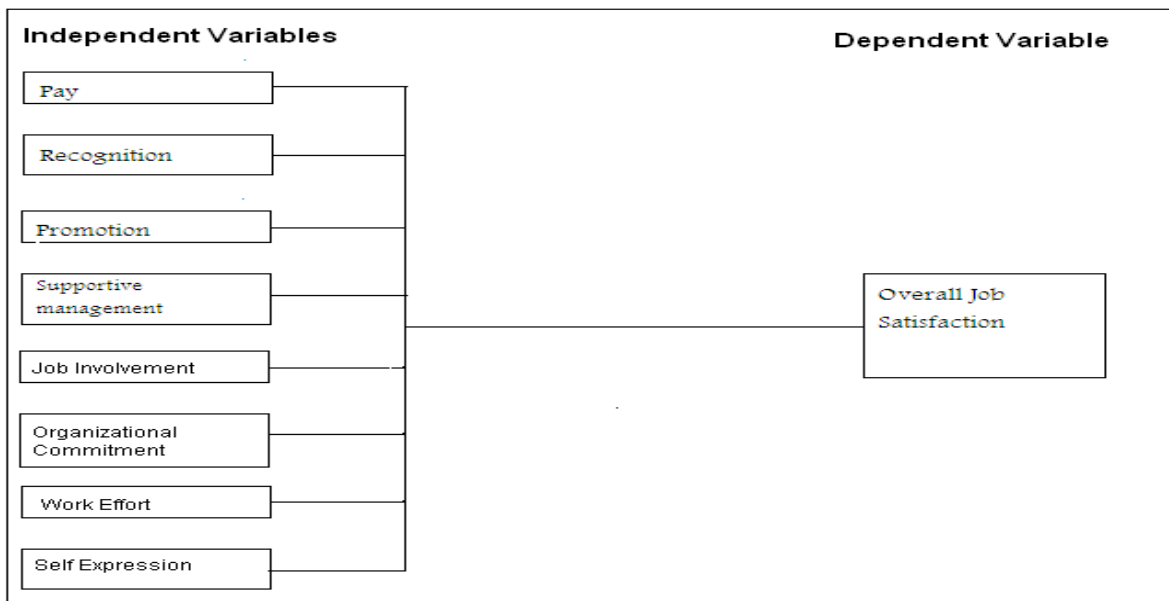 Independent Variables
Dependent Variable
Pay
Recognition
Promotion
Supportive
management
Job Involvement
Organizational
Commitment
Work Effort
Self Expression
Overall Job
Satisfaction